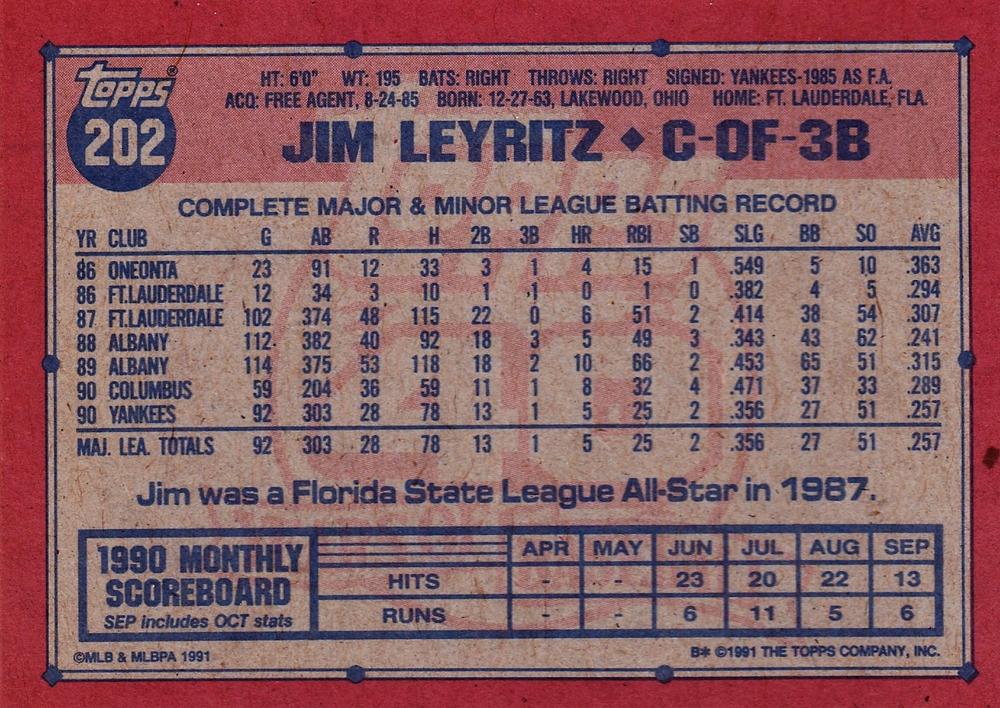 topps®
202
HT: 6'0" WT: 195 BATS: RIGHT THROWS: RIGHT SIGNED: YANKEES-1985 AS F.A.
ACQ: FREE AGENT, 8-24-85 BORN: 12-27-63, LAKEWOOD, OHIO HOME: FT. LAUDERDALE, FLA.
JIM LEYRITZ ◆ C-OF-3B
COMPLETE MAJOR & MINOR LEAGUE BATTING RECORD
YR CLUB G AB R H 2B 3B HR RBI SB SLG BB SO AVG
86 ONEONTA 23 91 12 33 3 1 4 15 1 .549 5 10 .363
86 FT.LAUDERDALE 12 34 3 10 1 1 0 1 0 .382 4 5 .294
87 FT.LAUDERDALE 102 374 48 115 22 0 6 51 2 .414 38 54 .307
88 ALBANY 112 382 40 92 18 3 5 49 3 .343 43 62 .241
89 ALBANY 114 375 53 118 18 2 10 66 2 .453 65 51 .315
90 COLUMBUS 59 204 36 59 11 1 8 32 4 .471 37 33 .289
90 YANKEES 92 303 28 78 13 1 5 25 2 .356 27 51 .257
MAJ. LEA. TOTALS 92 303 28 78 13 1 5 25 2 .356 27 51 .257
Jim was a Florida State League All-Star in 1987.
1990 MONTHLY
SCOREBOARD
SEP includes OCT stats
APR MAY JUN JUL AUG SEP
HITS - - 23 20 22 13
RUNS - - 6 11 5 6
©MLB & MLBPA 1991
B* ©1991 THE TOPPS COMPANY, INC.